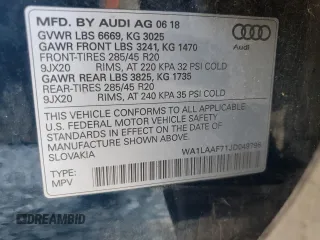 MFD. BY AUDI AG 06 18
GVWR LBS 6669, KG 3025
GAWR FRONT LBS 3241, KG 1470
FRONT-TIRES 285/45 R20
9JX20 RIMS, AT 220 KPA 32 PSI COLD
GAWR REAR LBS 3825, KG 1735
REAR-TIRES 285/45 R20
9JX20 RIMS, AT 240 KPA 35 PSI COLD
Audi
THIS VEHICLE CONFORMS TO ALL APPLICABLE
U.S. FEDERAL MOTOR VEHICLE
SAFETY STANDARDS IN EFFECT ON THE DATE OF
MANUFACTURE SHOWN ABOVE.
SLOVAKIA
TYPE:
MPV
DREAMBID